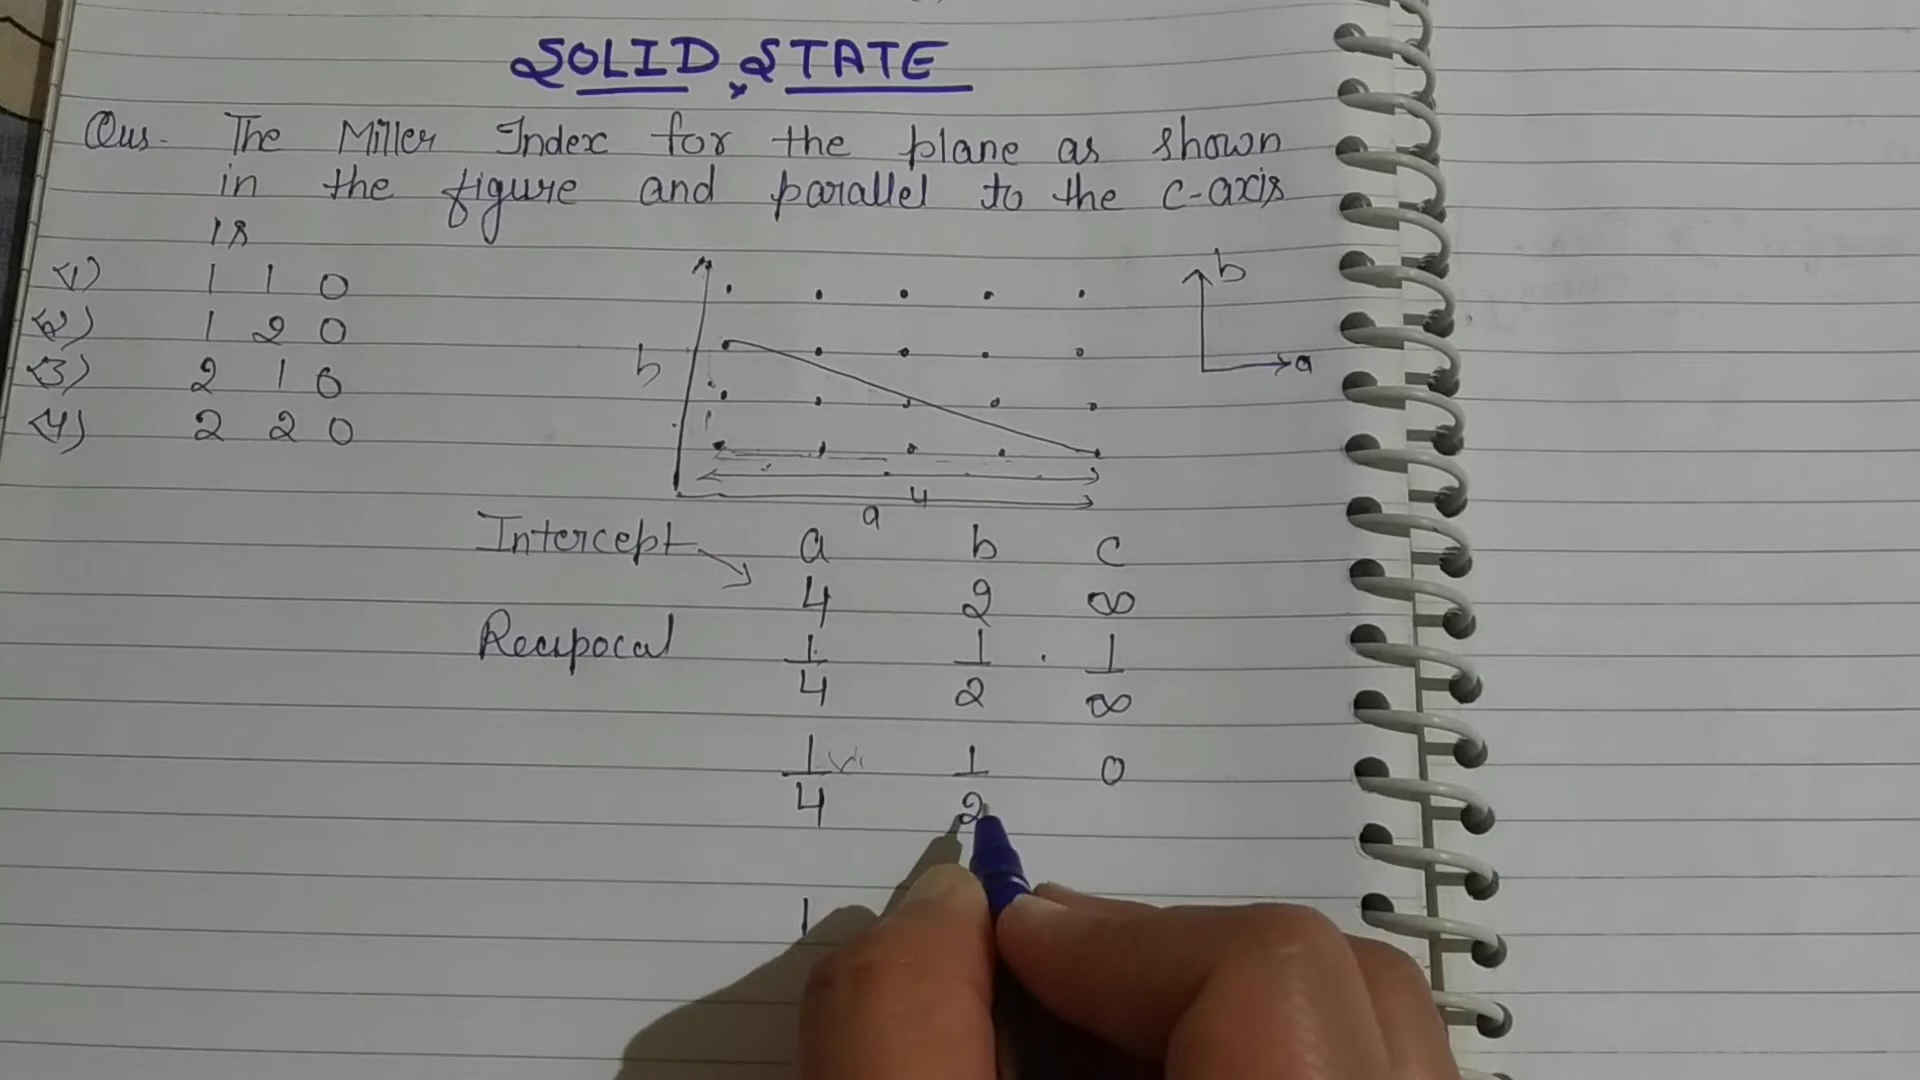 SOLID STATE
Qus. The Miller Index for the plane as shown
in the figure and parallel to the c-axis
is
(1) 1 1 0
(2) 1 2 0
(3) 2 1 0
(4) 2 2 0
b
b
a
4
a
Intercept a b c
4 2 ∞
Recipocal 1/4 1/2 1/∞
1/4 1/2 0
1